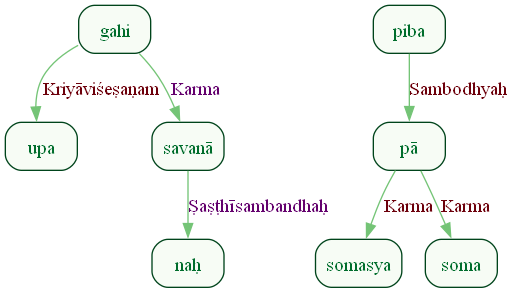 gahi piba
Kriyāviśeṣaṇam Karma Sambodhyaḥ
upa savanā pā
Ṣaṣṭhīsambandhaḥ Karma Karma
naḥ somasya soma